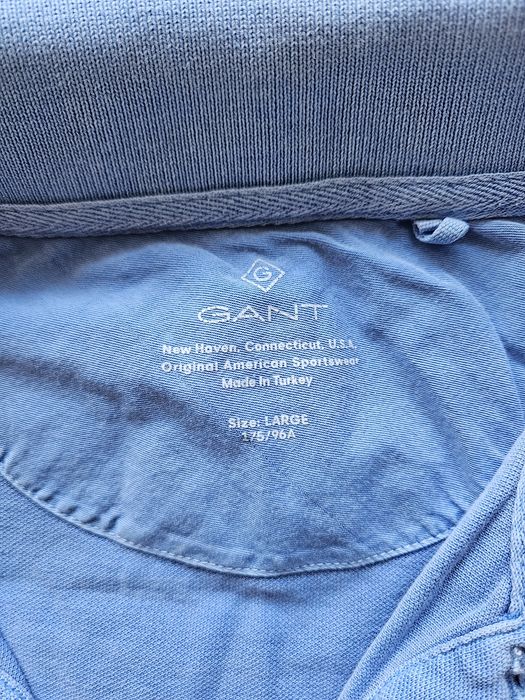 G
GANT
New Haven, Connecticut, U.S.A.
Original American Sportswear
Made in Turkey
Size: LARGE
175/96A